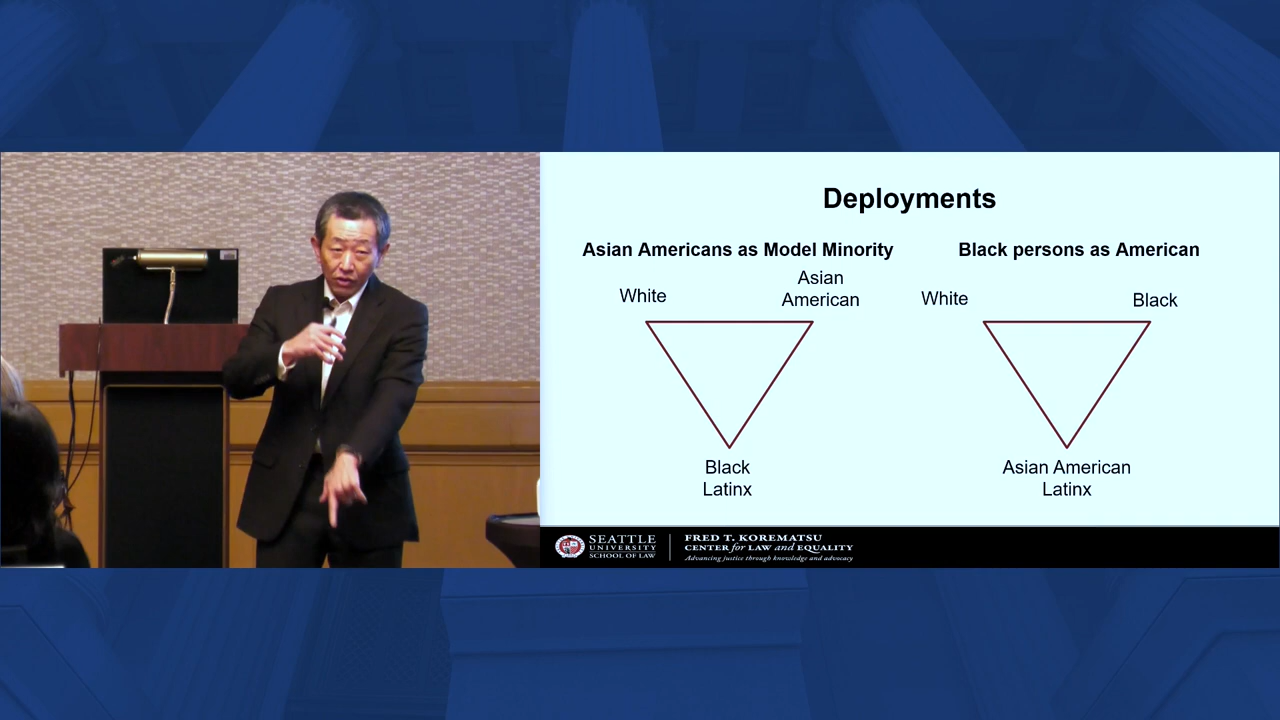 Deployments
Asian Americans as Model Minority
White
Asian
American
Black
Latinx
Black persons as American
White
Black
Asian American
Latinx
SEATTLE
UNIVERSITY
SCHOOL OF LAW
FRED T. KOREMATSU
CENTER for LAW and EQUALITY
Advancing justice through knowledge and advocacy